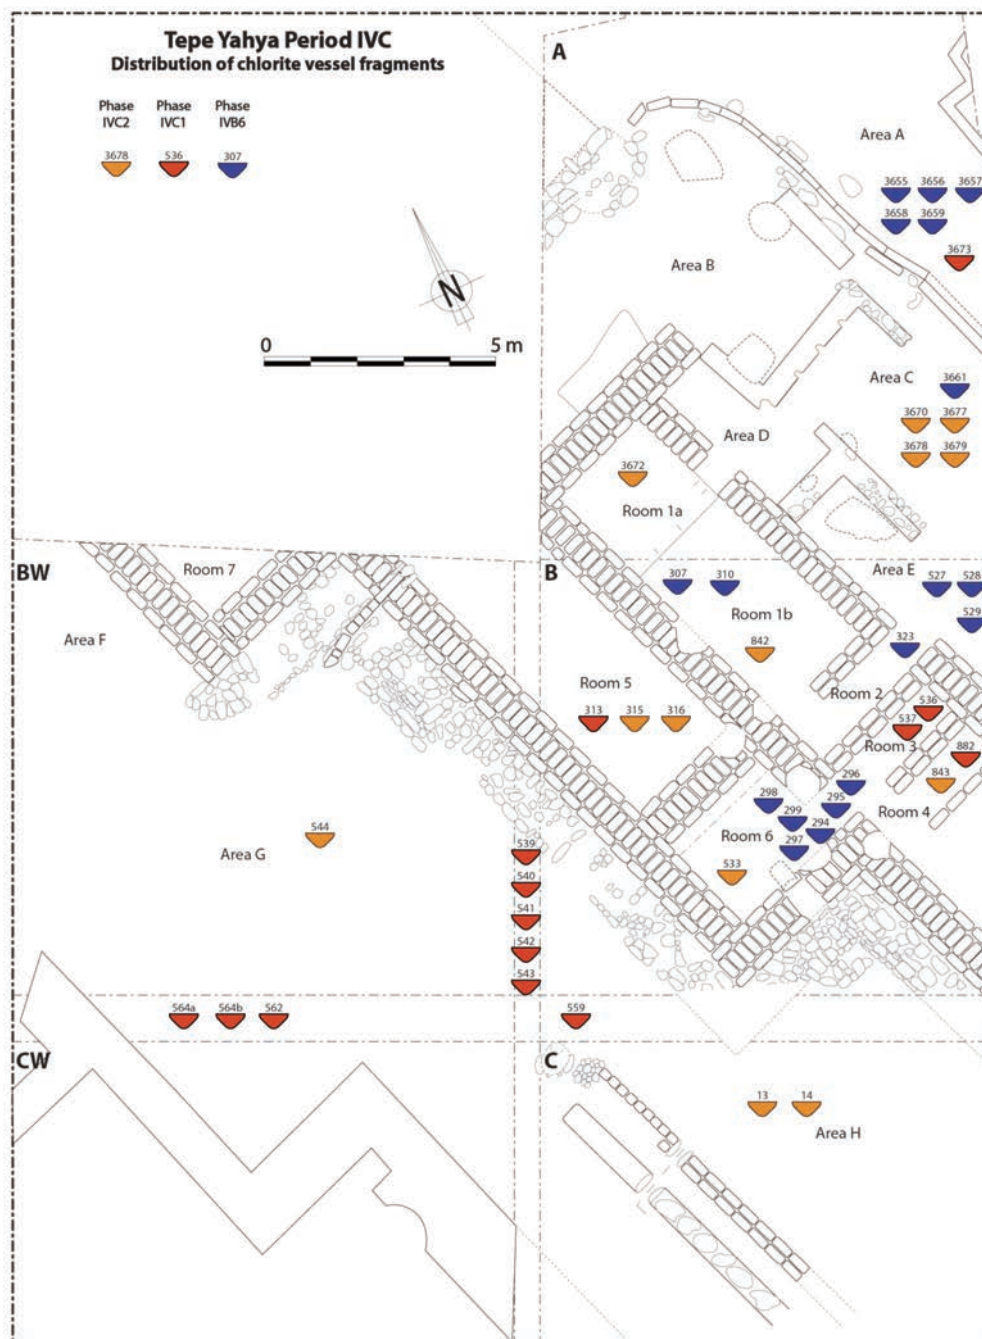 Tepe Yahya Period IVC
Distribution of chlorite vessel fragments
Phase IVC2
Phase IVC1
Phase IVB6
3678
536
307
N
0
5 m
A
Area A
3655 3656 3657
3658 3659
3673
Area B
Area C
3661
3670 3677
3678 3679
Area D
3672
Room 1a
BW
Room 7
Area F
B
Area E
307 310
527 528
529
Room 1b
323
842
Room 5
Room 2
313 315 316
536
537
Room 3
882
843
296
298
295
299
294
Room 4
Room 6
297
533
544
Area G
539
540
541
542
543
564a 564b 562
559
CW
C
13 14
Area H